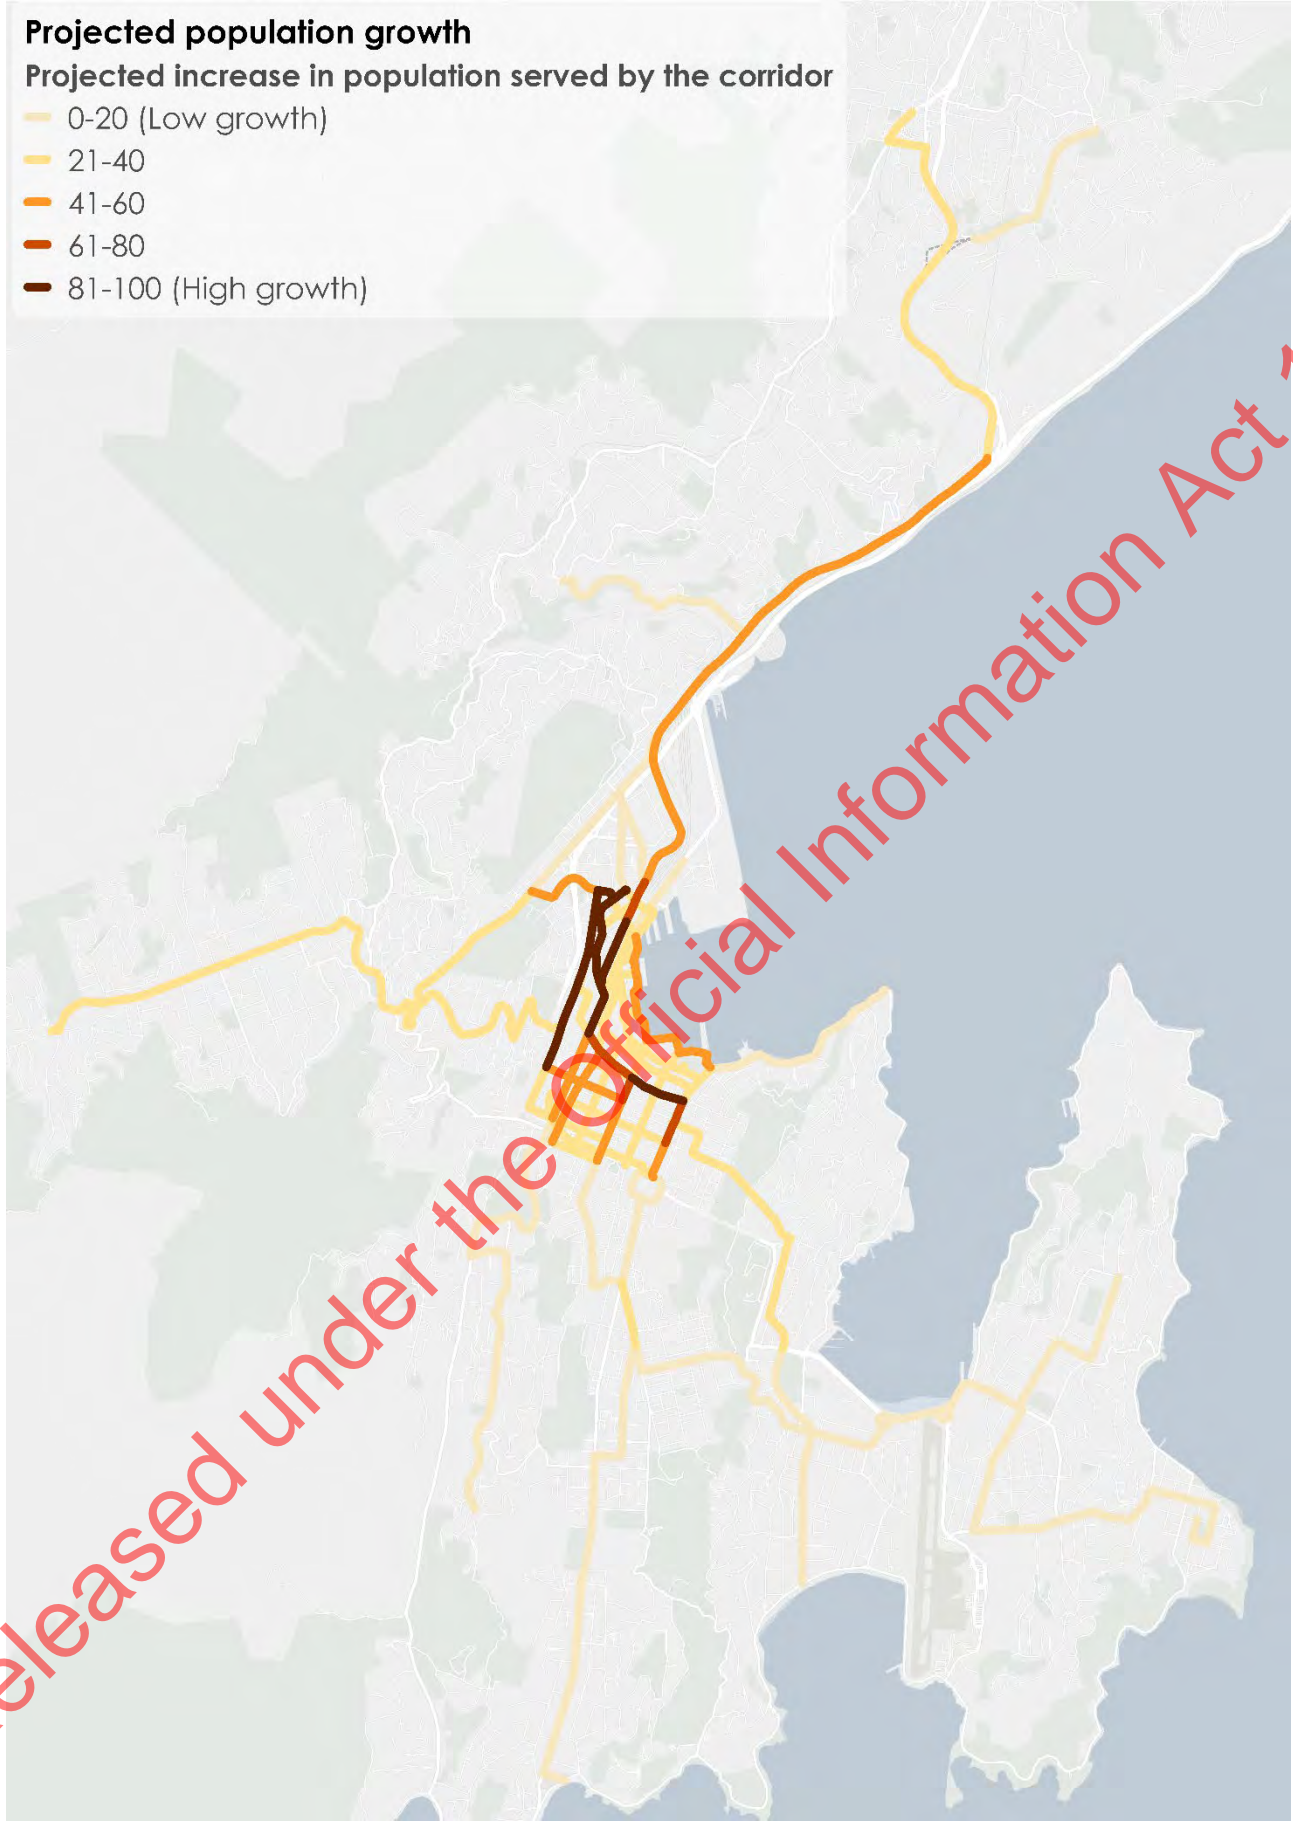 Projected population growth
Projected increase in population served by the corridor
0-20 (Low growth)
21-40
41-60
61-80
81-100 (High growth)
eleased under the Official Information Act 1